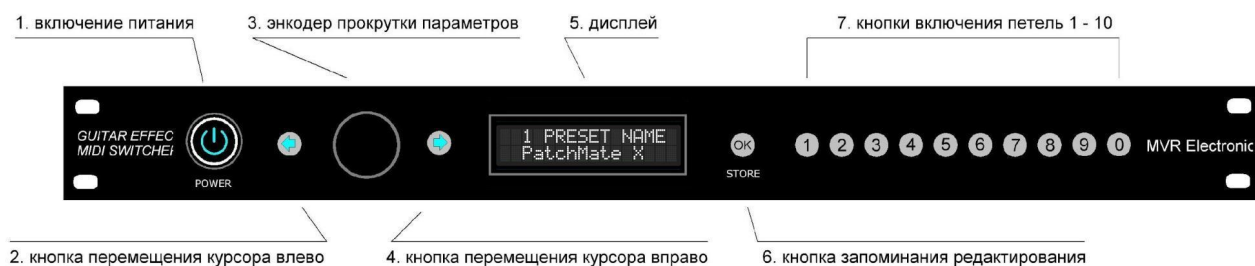 1. включение питания
3. энкодер прокрутки параметров
5. дисплей
7. кнопки включения петель 1 - 10
GUITAR EFFEC
MIDI SWITCHE
POWER
1 PRESET NAME
PatchMate X
OK
STORE
1 2 3 4 5 6 7 8 9 0
MVR Electronic
2. кнопка перемещения курсора влево
4. кнопка перемещения курсора вправо
6. кнопка запоминания редактирования